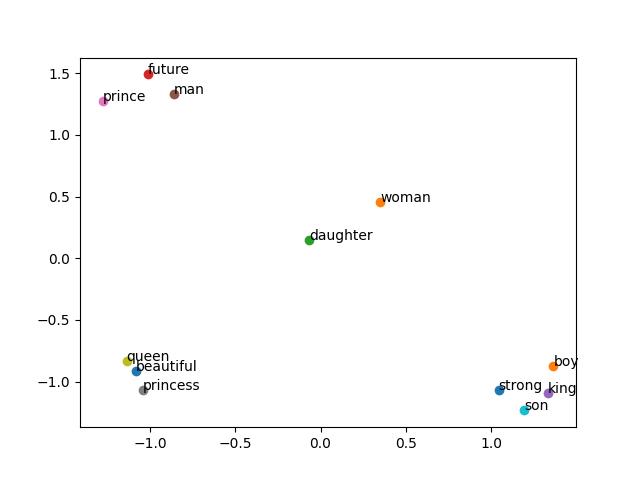 future
1.5
man
prince
1.0
0.5
woman
daughter
0.0
−0.5
queen
beautiful
boy
−1.0
princess
strong
king
son
−1.0
−0.5
0.0
0.5
1.0